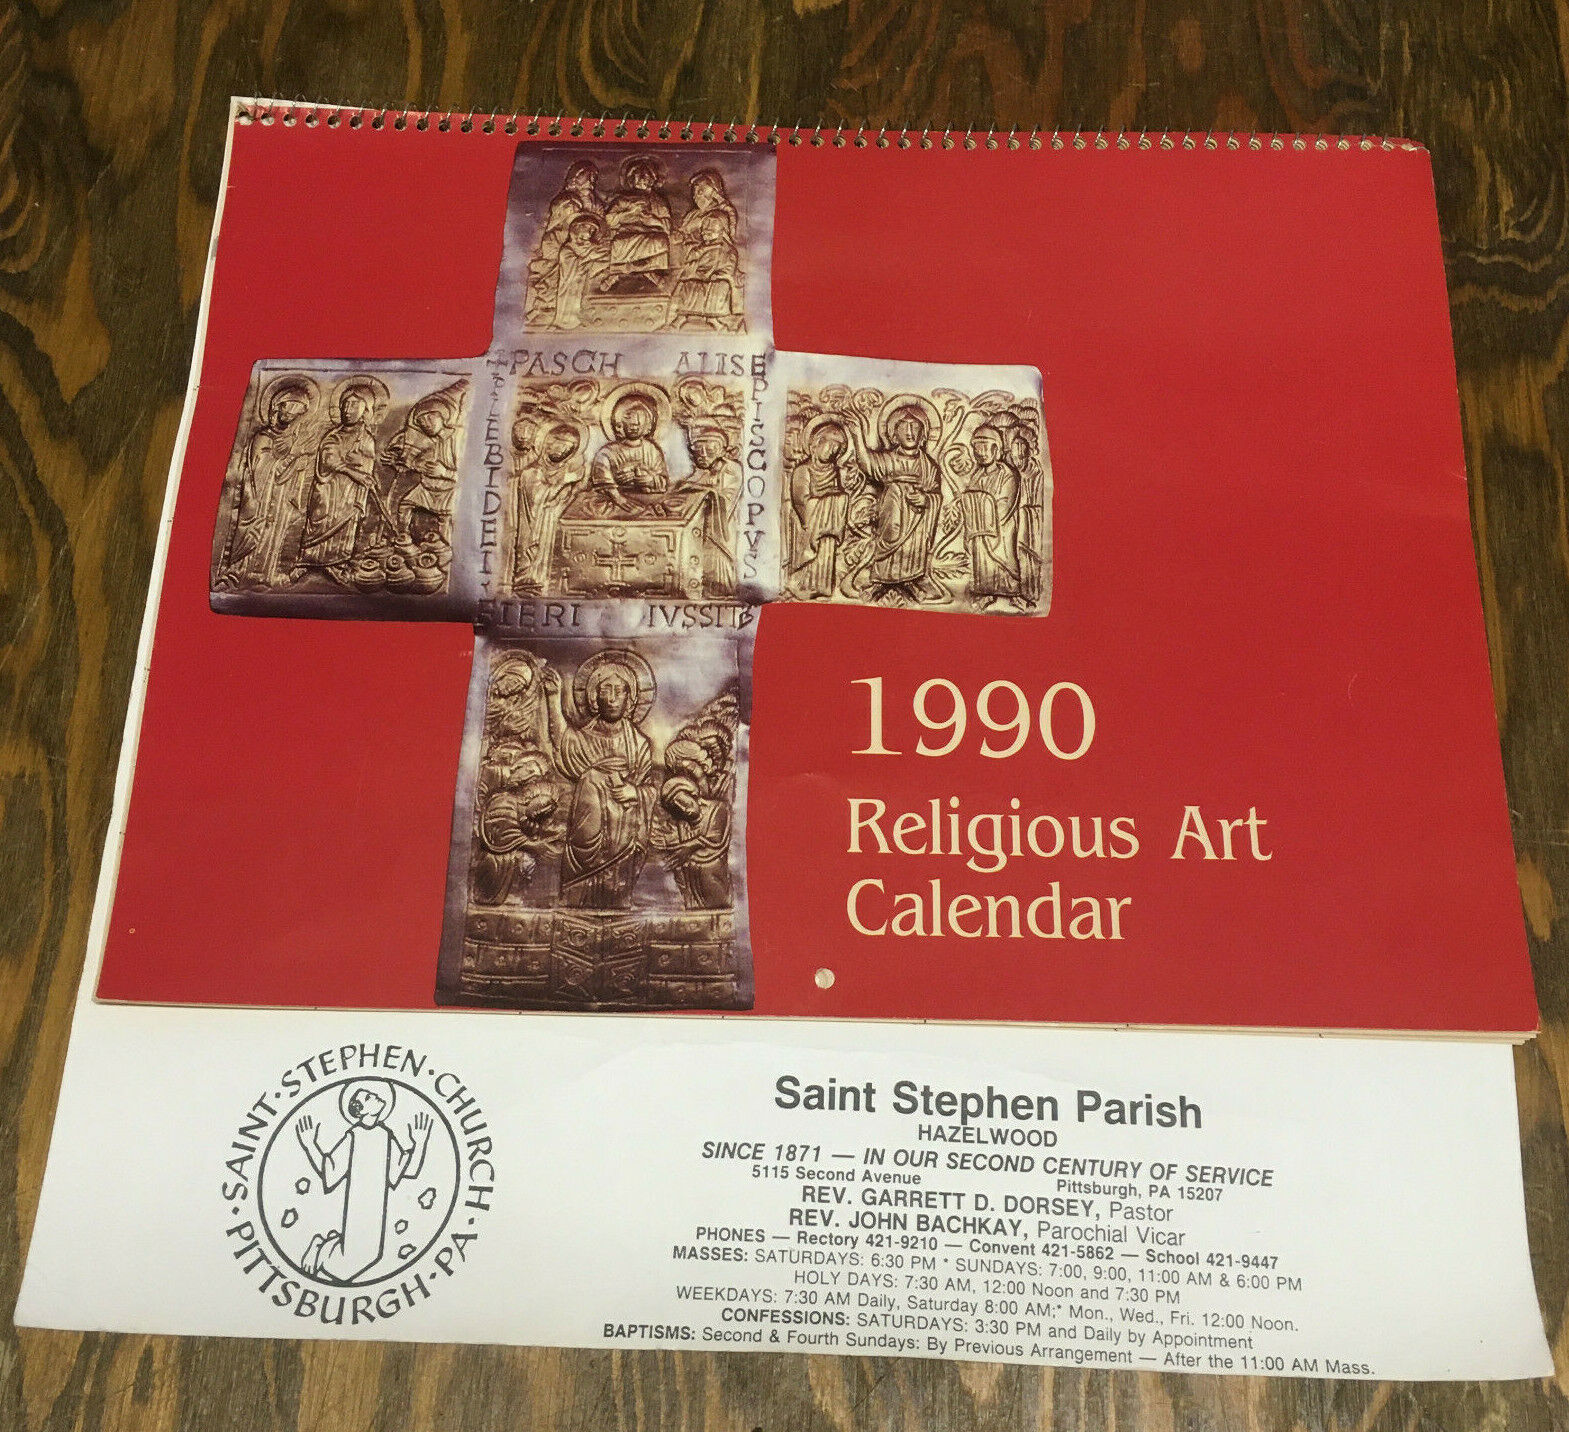 ✝PASCH ALIS E
PISCOPVS
PLEBIDEI
FIERI IVSSIT
1990
Religious Art
Calendar
SAINT·STEPHEN·CHURCH·
PITTSBURGH·PA·
Saint Stephen Parish
HAZELWOOD
SINCE 1871 — IN OUR SECOND CENTURY OF SERVICE
5115 Second Avenue Pittsburgh, PA 15207
REV. GARRETT D. DORSEY, Pastor
REV. JOHN BACHKAY, Parochial Vicar
PHONES — Rectory 421-9210 — Convent 421-5862 — School 421-9447
MASSES: SATURDAYS: 6:30 PM * SUNDAYS: 7:00, 9:00, 11:00 AM & 6:00 PM
HOLY DAYS: 7:30 AM, 12:00 Noon and 7:30 PM
WEEKDAYS: 7:30 AM Daily, Saturday 8:00 AM;* Mon., Wed., Fri. 12:00 Noon.
CONFESSIONS: SATURDAYS: 3:30 PM and Daily by Appointment
BAPTISMS: Second & Fourth Sundays: By Previous Arrangement — After the 11:00 AM Mass.